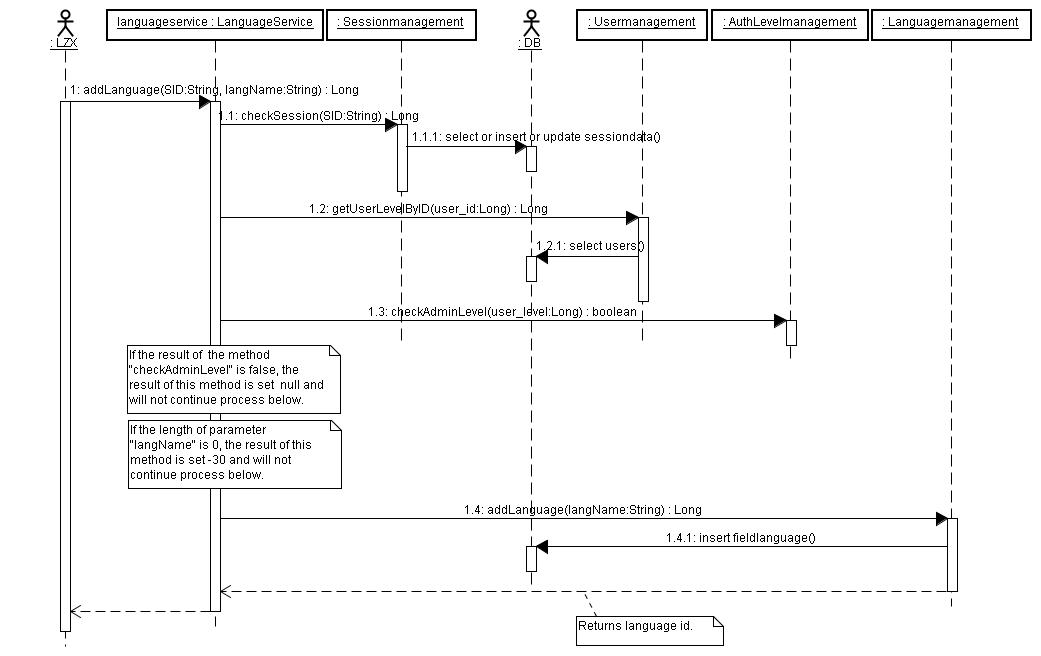 languageservice : LanguageService
: Sessionmanagement
: Usermanagement
: AuthLevelmanagement
: Languagemanagement
: LZX
: DB
1: addLanguage(SID:String, langName:String) : Long
1.1: checkSession(SID:String) : Long
1.1.1: select or insert or update sessiondata()
1.2: getUserLevelByID(user_id:Long) : Long
1.2.1: select users()
1.3: checkAdminLevel(user_level:Long) : boolean
If the result of  the method
"checkAdminLevel" is false, the
result of this method is set  null and
will not continue process below.
If the length of parameter
"langName" is 0, the result of this
method is set -30 and will not
continue process below.
1.4: addLanguage(langName:String) : Long
1.4.1: insert fieldlanguage()
Returns language id.